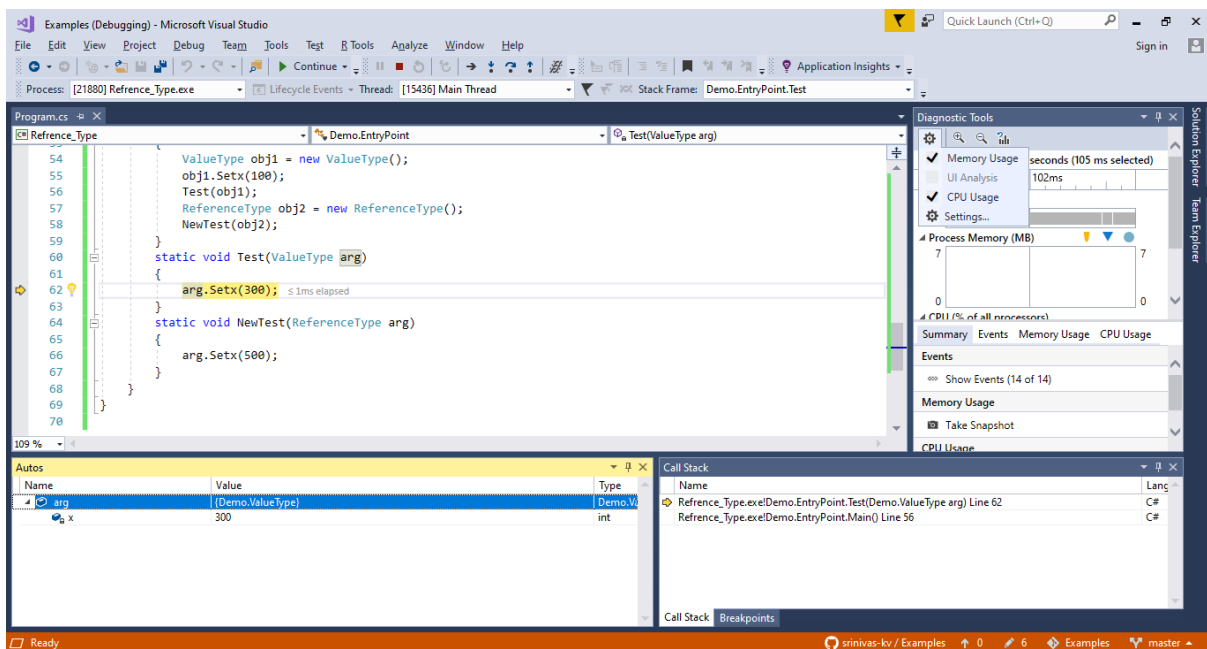 Examples (Debugging) - Microsoft Visual Studio
Quick Launch (Ctrl+Q)
File Edit View Project Debug Team Tools Test R Tools Analyze Window Help
Sign in
Continue
Application Insights
Process: [21880] Refrence_Type.exe Lifecycle Events Thread: [15436] Main Thread Stack Frame: Demo.EntryPoint.Test
Program.cs
Refrence_Type Demo.EntryPoint Test(ValueType arg)
54 ValueType obj1 = new ValueType();
55 obj1.Setx(100);
56 Test(obj1);
57 ReferenceType obj2 = new ReferenceType();
58 NewTest(obj2);
59 }
60 static void Test(ValueType arg)
61 {
62 arg.Setx(300); ≤ 1ms elapsed
63 }
64 static void NewTest(ReferenceType arg)
65 {
66 arg.Setx(500);
67 }
68 }
69 }
70
109 %
Diagnostic Tools
Memory Usage
seconds (105 ms selected)
UI Analysis
102ms
CPU Usage
Settings...
Process Memory (MB)
7 7
0 0
CPU (% of all processors)
Summary Events Memory Usage CPU Usage
Events
Show Events (14 of 14)
Memory Usage
Take Snapshot
CPU Usage
Solution Explorer
Team Explorer
Autos
Name Value Type
arg {Demo.ValueType} Demo.Va
x 300 int
Call Stack
Name Lang
Refrence_Type.exe!Demo.EntryPoint.Test(Demo.ValueType arg) Line 62 C#
Refrence_Type.exe!Demo.EntryPoint.Main() Line 56 C#
Call Stack Breakpoints
Ready
srinivas-kv / Examples 0 6 Examples master